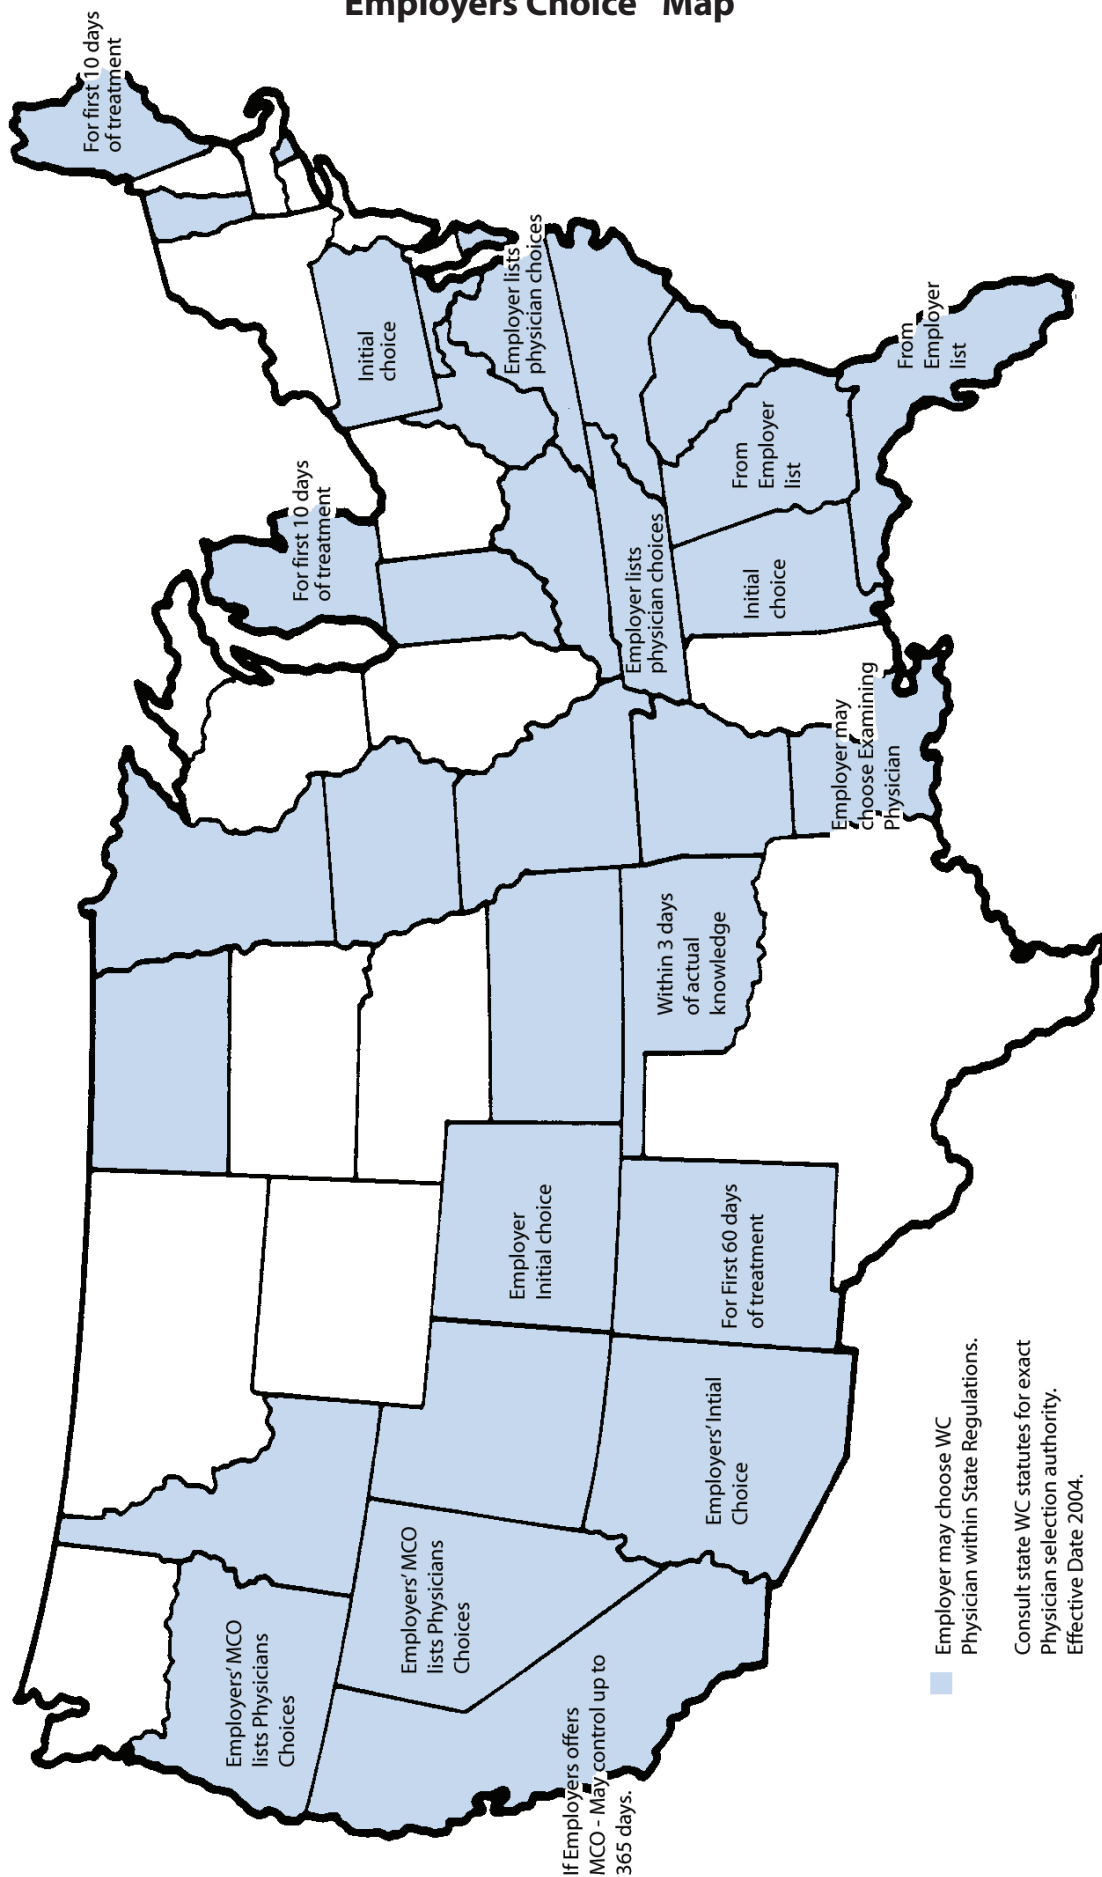 Employers Choice Map
For first 10 days
of treatment
For first 10 days
of treatment
Initial
choice
Employer lists
physician choices
Employer lists
physician choices
From
Employer
list
From
Employer
list
Initial
choice
Employer may
choose Examining
Physician
Within 3 days
of actual
knowledge
Employer
Initial choice
For First 60 days
of treatment
Employers' Intial
Choice
Employers' MCO
lists Physicians
Choices
Employers' MCO
lists Physicians
Choices
If Employers offers
MCO - May control up to
365 days.
Employer may choose WC
Physician within State Regulations.
Consult state WC statutes for exact
Physician selection authority.
Effective Date 2004.